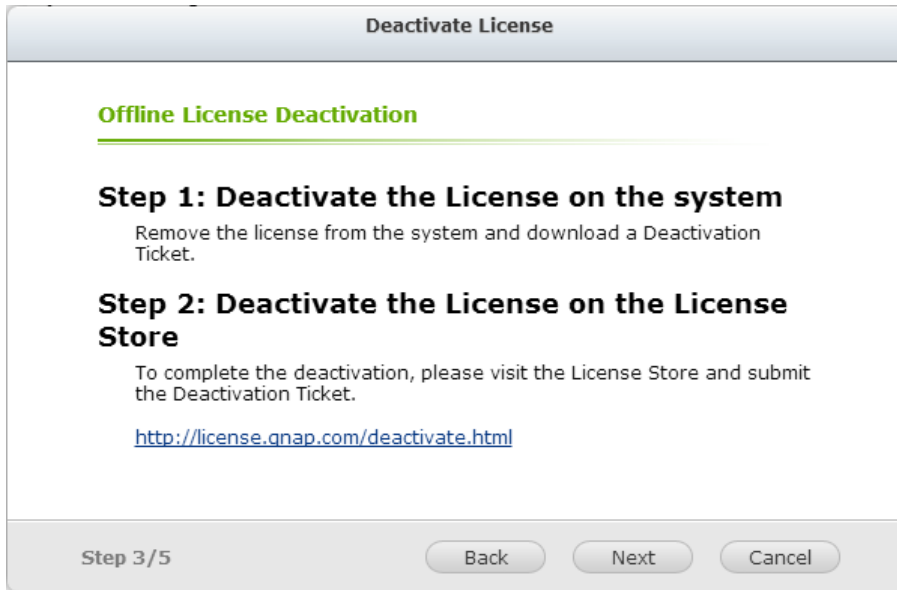 Deactivate License
Offline License Deactivation
Step 1: Deactivate the License on the system
Remove the license from the system and download a Deactivation
Ticket.
Step 2: Deactivate the License on the License
Store
To complete the deactivation, please visit the License Store and submit
the Deactivation Ticket.
http://license.qnap.com/deactivate.html
Step 3/5
Back
Next
Cancel